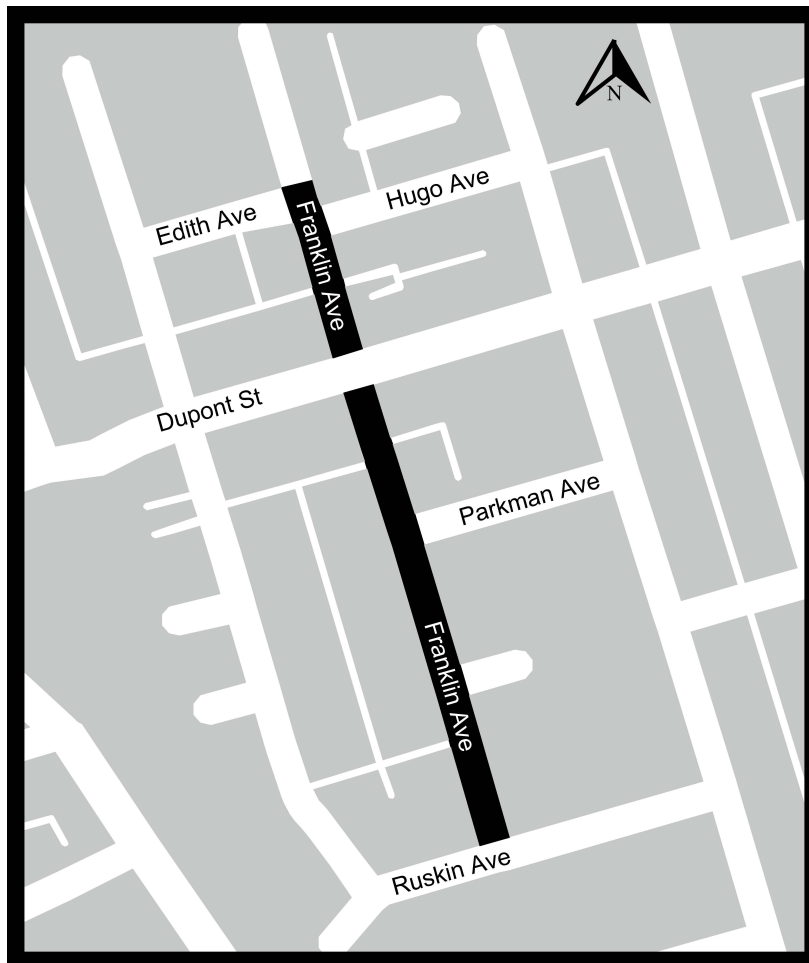 N
Hugo Ave
Edith Ave
Franklin Ave
Dupont St
Parkman Ave
Franklin Ave
Ruskin Ave